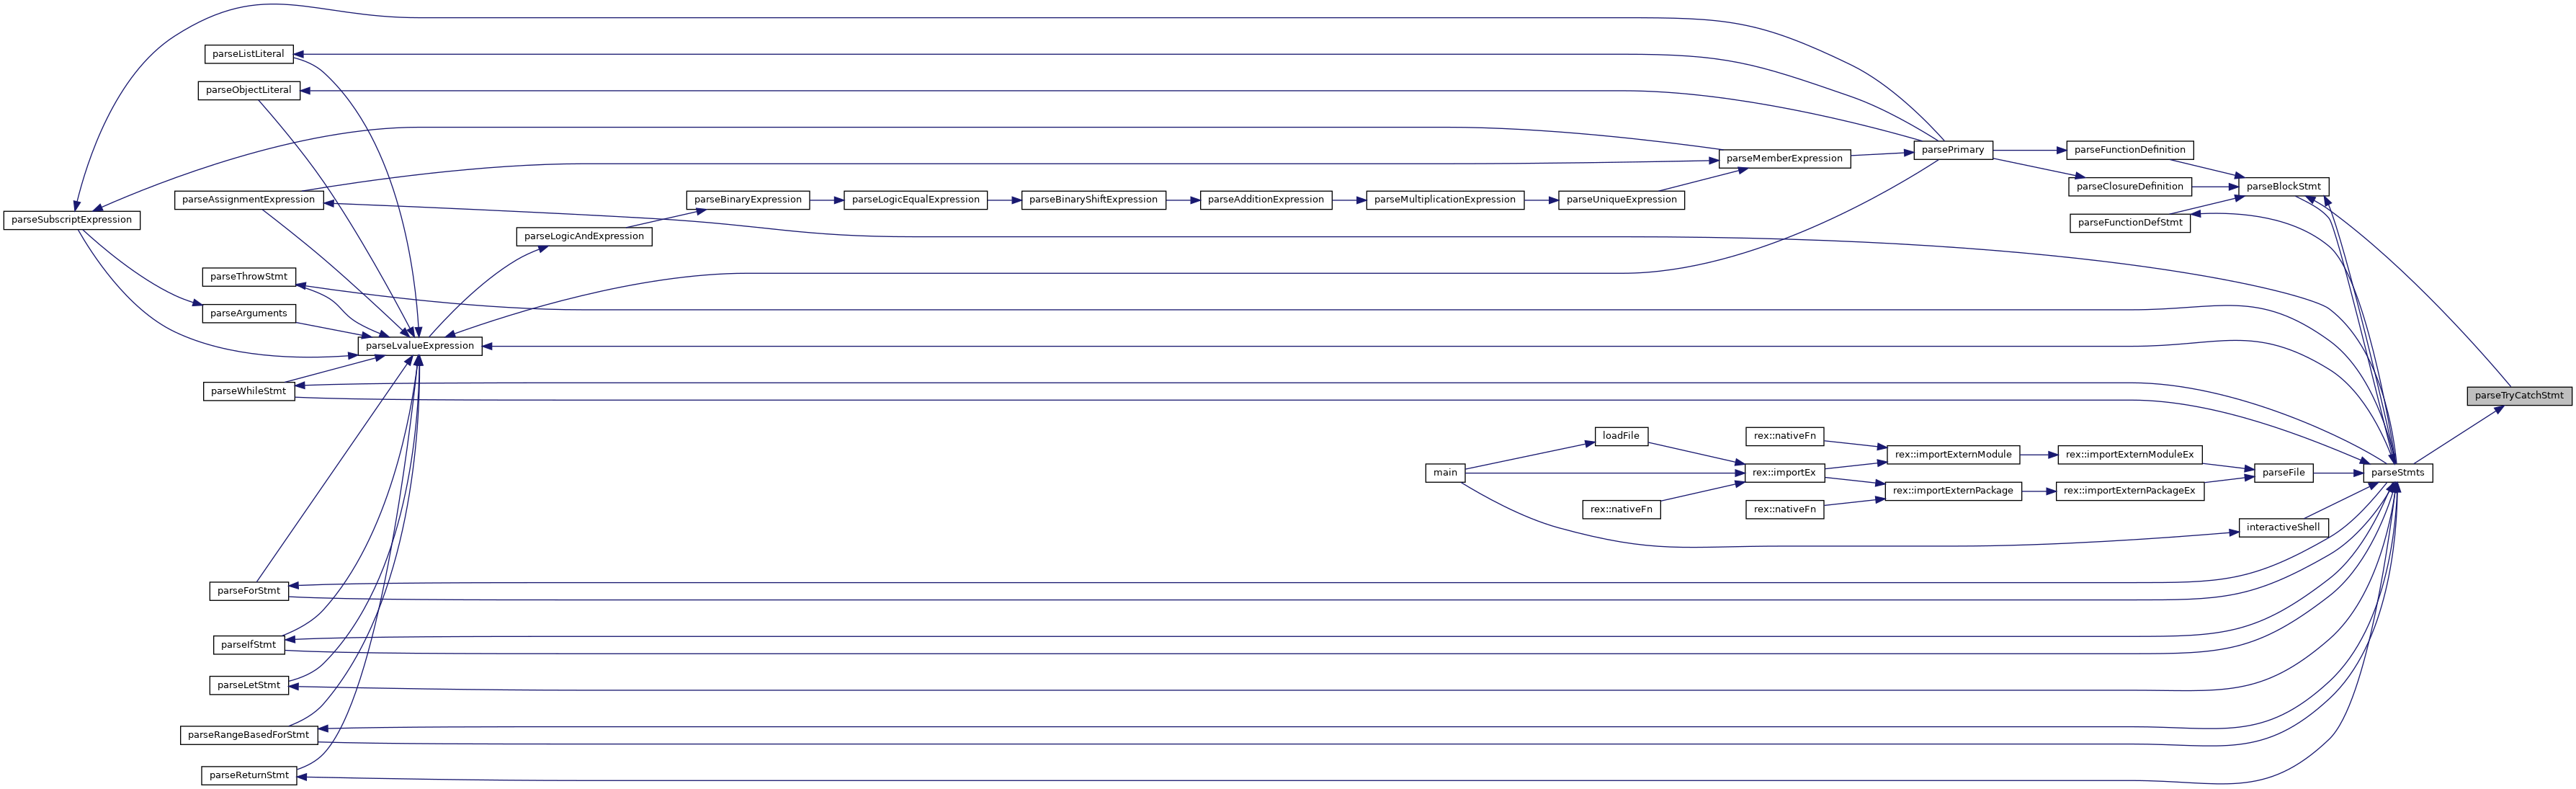 parseListLiteral
parseObjectLiteral
parsePrimary
parseFunctionDefinition
parseMemberExpression
parseClosureDefinition
parseBlockStmt
parseAssignmentExpression
parseBinaryExpression
parseLogicEqualExpression
parseBinaryShiftExpression
parseAdditionExpression
parseMultiplicationExpression
parseUniqueExpression
parseSubscriptExpression
parseFunctionDefStmt
parseLogicAndExpression
parseThrowStmt
parseArguments
parseLvalueExpression
parseWhileStmt
parseTryCatchStmt
loadFile
rex::nativeFn
rex::importExternModule
rex::importExternModuleEx
main
rex::importEx
parseFile
parseStmts
rex::importExternPackage
rex::importExternPackageEx
rex::nativeFn
rex::nativeFn
interactiveShell
parseForStmt
parseIfStmt
parseLetStmt
parseRangeBasedForStmt
parseReturnStmt